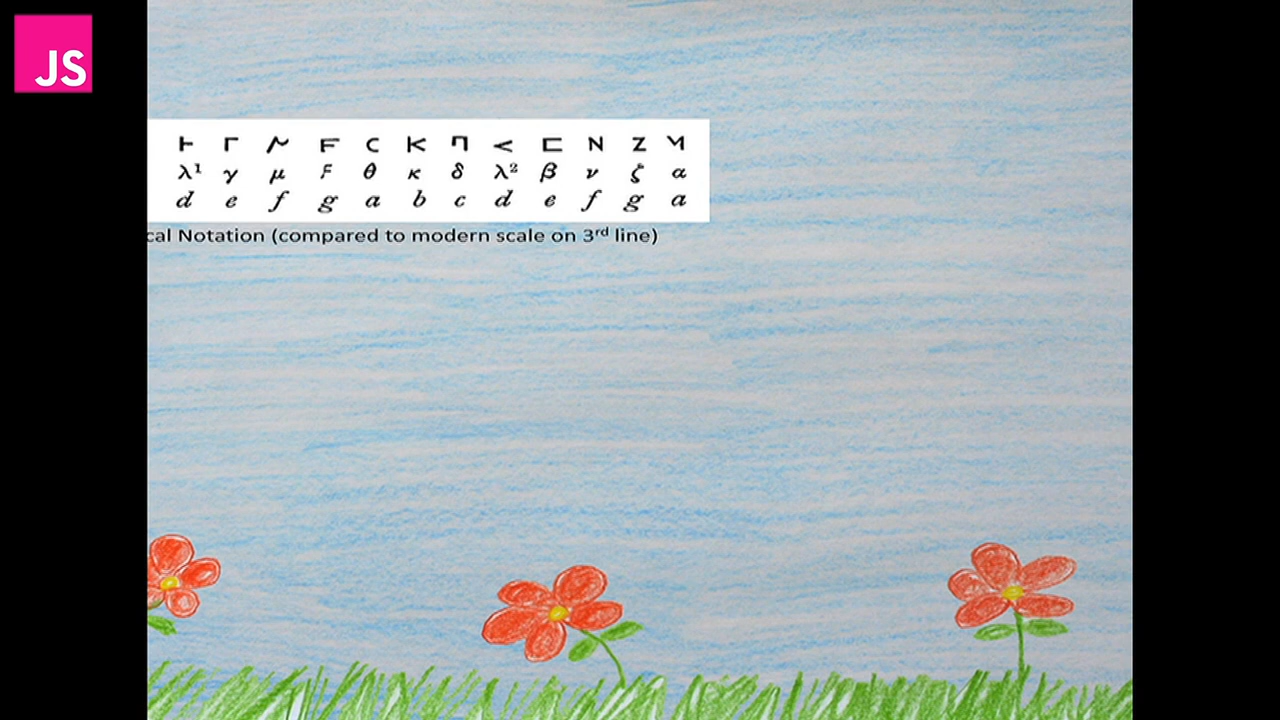 JS
Ͱ Γ Ϝ C K Π < ⊏ N Z
λ¹ γ μ Ϝ θ κ δ λ² β ν ζ α
d e f g a b c d e f g a
cal Notation (compared to modern scale on 3rd line)